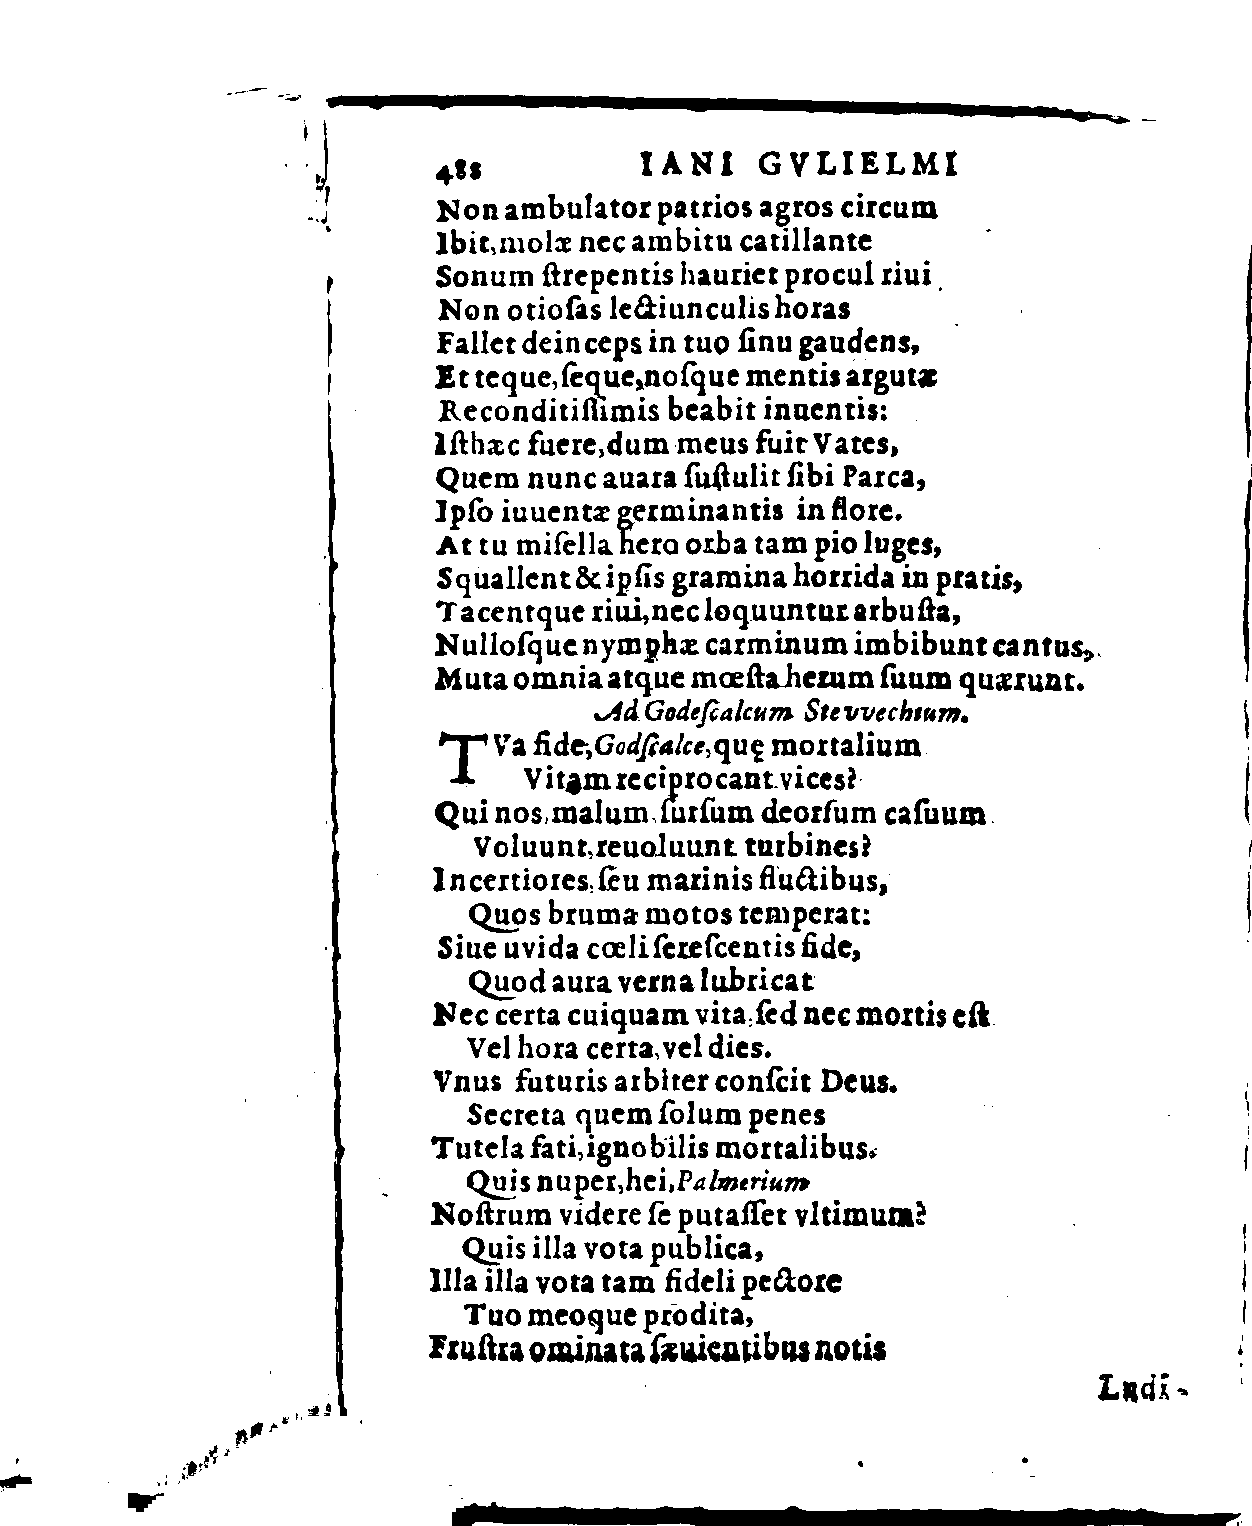 488 IANI GVLIELMI
Non ambulator patrios agros circum
Ibit, molæ nec ambitu catillante
Sonum ſtrepentis hauriet procul riui.
Non otioſas lectiunculis horas
Fallet deinceps in tuo ſinu gaudens,
Et teque, ſeque, noſque mentis argutæ
Reconditiſſimis beabit inuentis:
Iſthæc fuere, dum meus fuit Vates,
Quem nunc auara ſuſtulit ſibi Parca,
Ipſo iuuentæ germinantis in flore.
At tu miſella hero orba tam pio luges,
Squallent & ipſis gramina horrida in pratis,
Tacentque riui, nec loquuntur arbuſta,
Nulloſque nymphæ carminum imbibunt cantus,
Muta omnia atque mœſta herum ſuum quærunt.
Ad Godeſcalcum Stevvechium.
TVa fide, Godſcalce, quę mortalium
Vitam reciprocant vices?
Qui nos, malum, ſurſum deorſum caſuum
Voluunt, reuoluunt turbines?
Incertiores, ſeu marinis fluctibus,
Quos bruma motos temperat:
Siue uvida cœli ſereſcentis fide,
Quod aura verna lubricat
Nec certa cuiquam vita, ſed nec mortis eſt
Vel hora certa, vel dies.
Vnus futuris arbiter conſcit Deus.
Secreta quem ſolum penes
Tutela fati, ignobilis mortalibus.
Quis nuper, hei, Palmerium
Noſtrum videre ſe putaſſet vltimum?
Quis illa vota publica,
Illa illa vota tam fideli pectore
Tuo meoque prodita,
Fruſtra ominata ſæuientibus notis
Ludi-